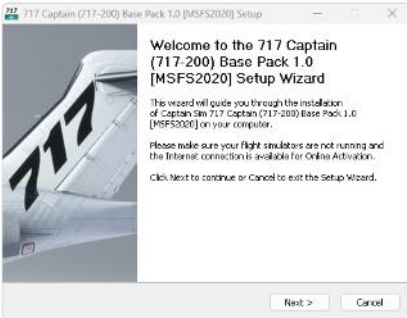 717 Captain (717-200) Base Pack 1.0 [MSFS2020] Setup
717
Welcome to the 717 Captain
(717-200) Base Pack 1.0
[MSFS2020] Setup Wizard
This wizard will guide you through the installation
of Captain Sim 717 Captain (717-200) Base Pack 1.0
[MSFS2020] on your computer.
Please make sure your flight simulators are not running and
the Internet connection is available for Online Activation.
Click Next to continue or Cancel to exit the Setup Wizard.
Next >
Cancel